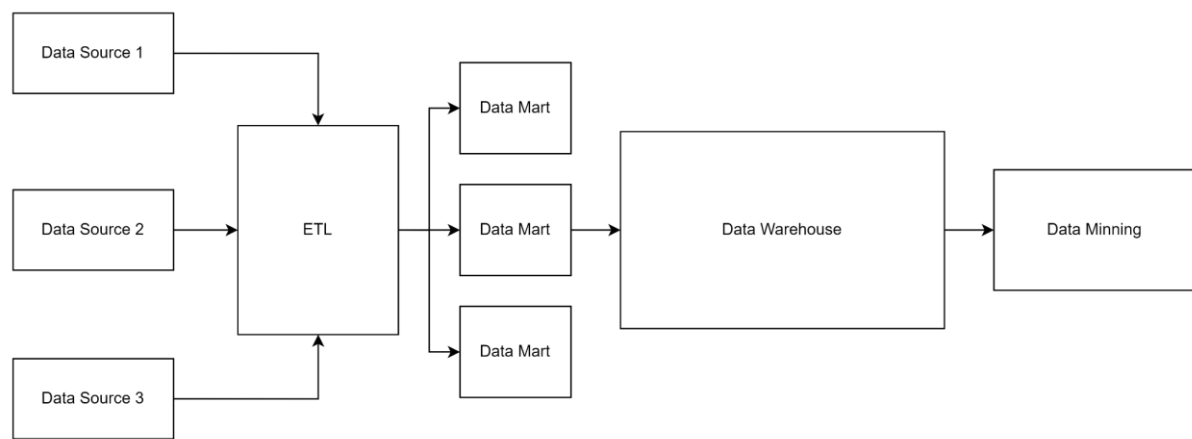 Data Source 1
Data Mart
Data Source 2
ETL
Data Mart
Data Warehouse
Data Minning
Data Mart
Data Source 3